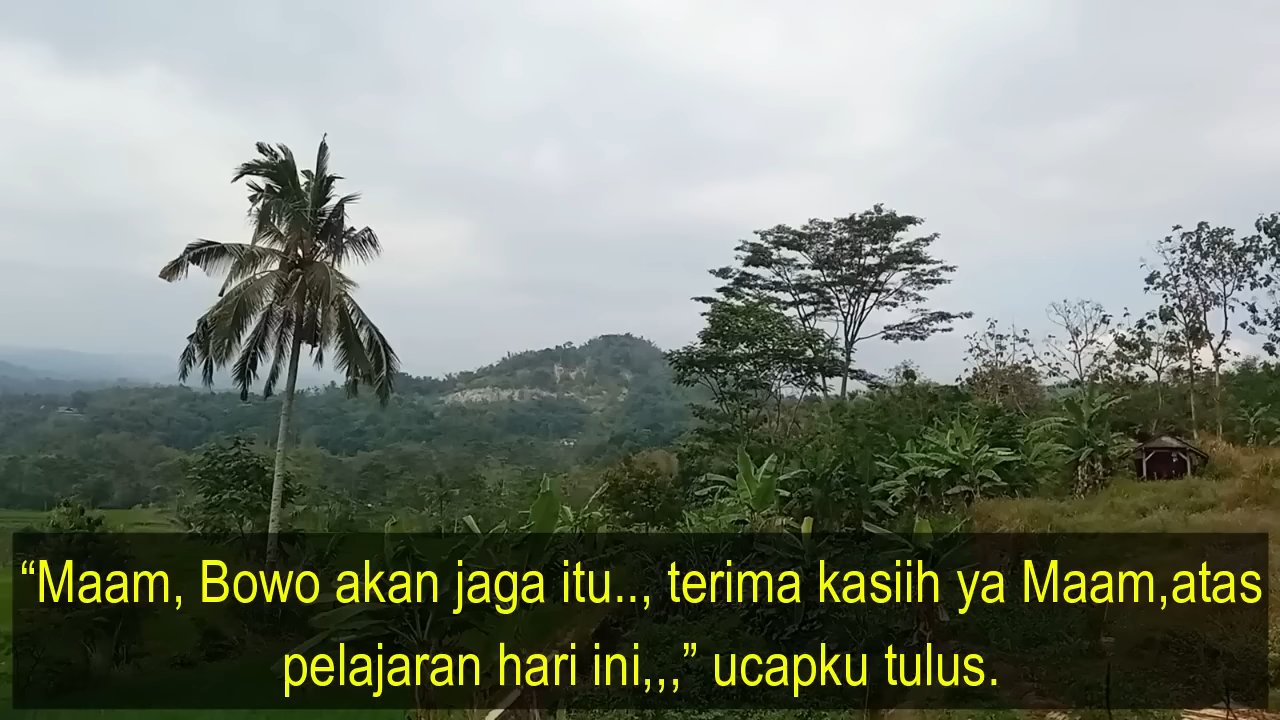 “Maam, Bowo akan jaga itu.., terima kasiih ya Maam,atas
pelajaran hari ini,,,” ucapku tulus.